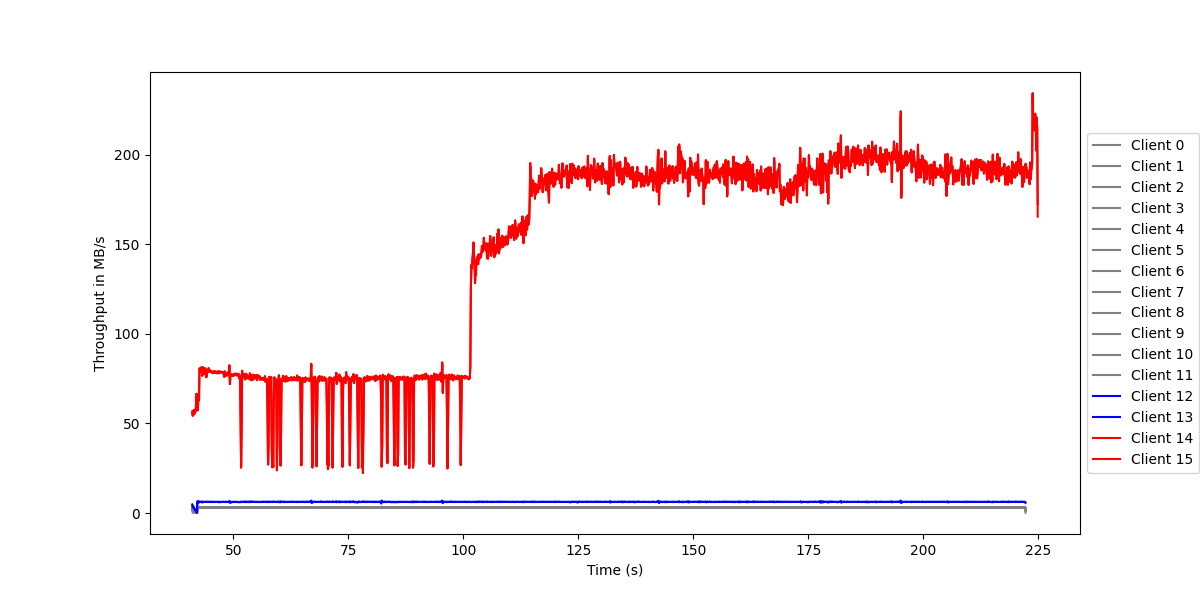 Throughput in MB/s
200
150
100
50
0
50
75
100
125
150
175
200
225
Time (s)
Client 0
Client 1
Client 2
Client 3
Client 4
Client 5
Client 6
Client 7
Client 8
Client 9
Client 10
Client 11
Client 12
Client 13
Client 14
Client 15